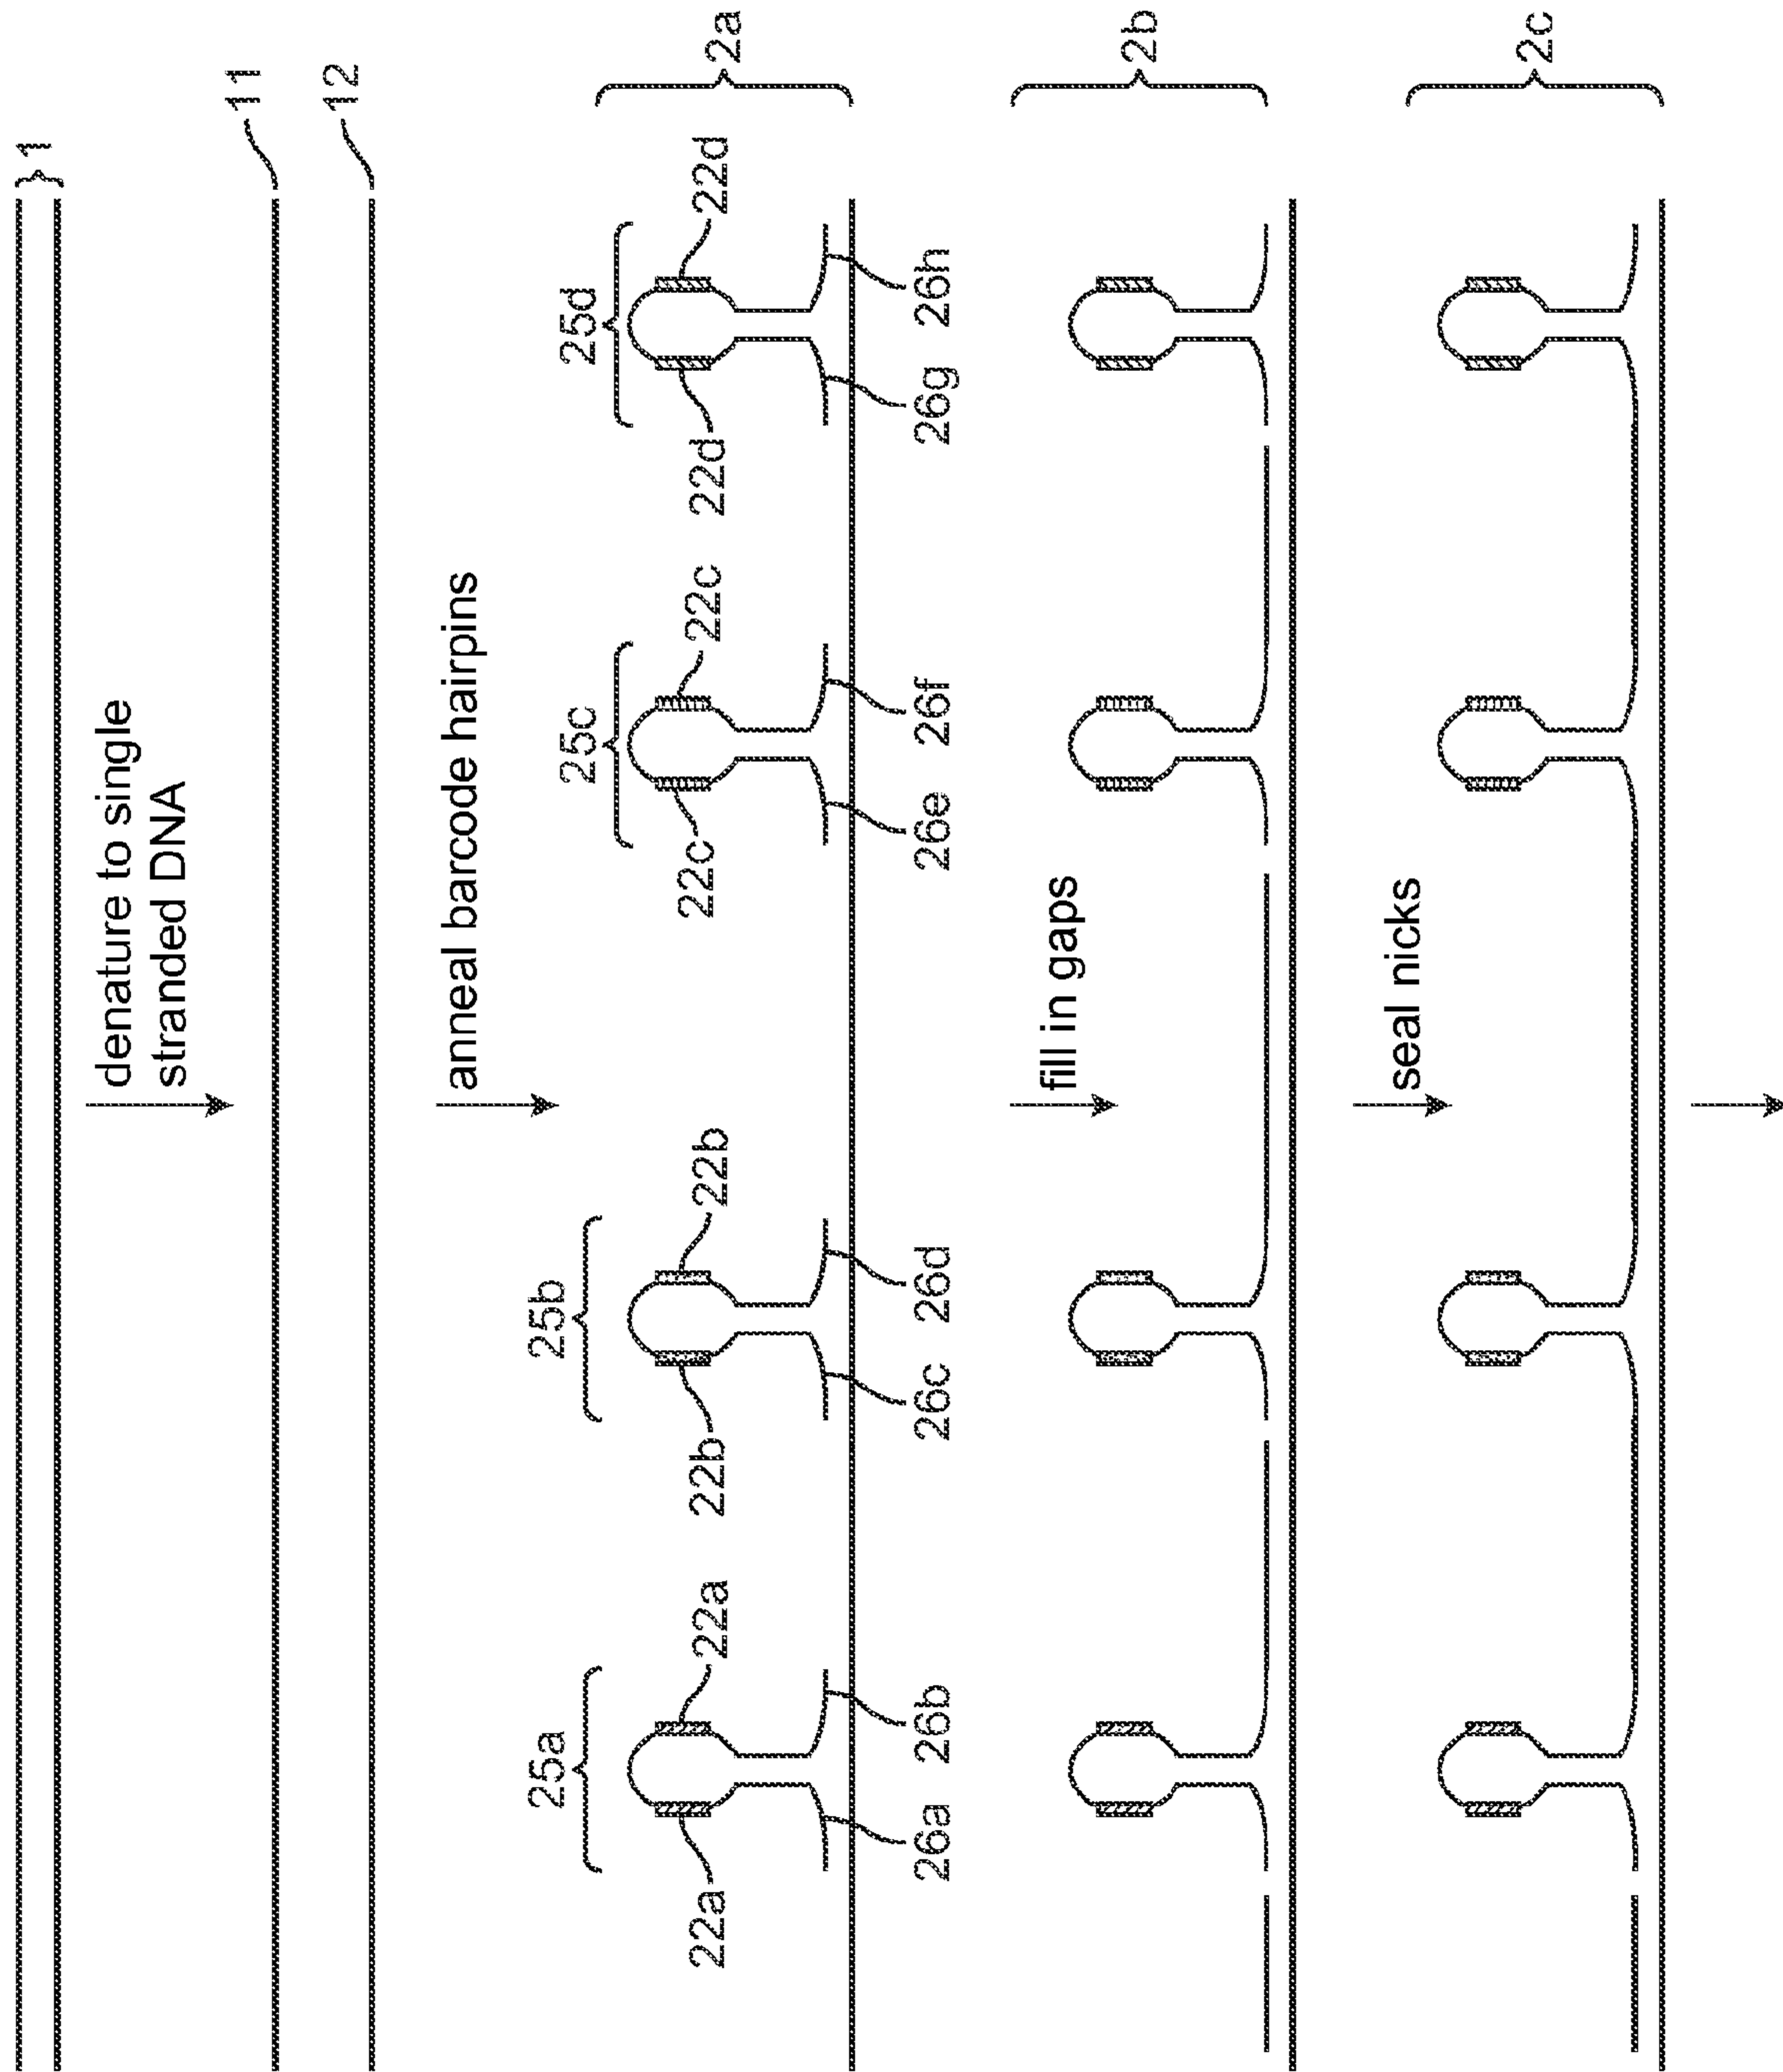 1
denature to single
stranded DNA
11
12
anneal barcode hairpins
25a
25b
25c
25d
22a
22a
22b
22b
22c
22c
22d
22d
2a
26a
26b
26c
26d
26e
26f
26g
26h
fill in gaps
2b
seal nicks
2c